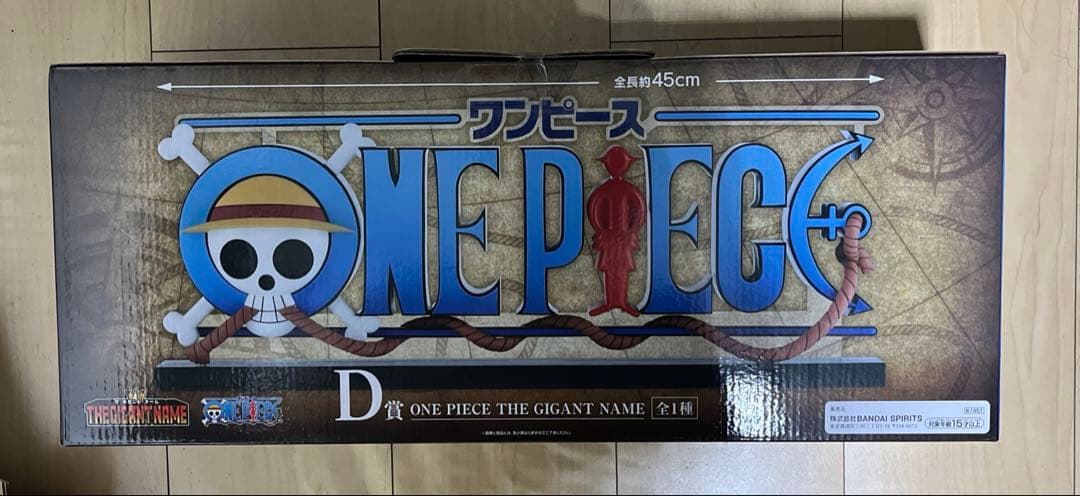 全長約45cm
ワンピース
ONE PIECE
THE GIGANT NAME
ONE PIECE
D賞 ONE PIECE THE GIGANT NAME 全1種
発売元
株式会社BANDAI SPIRITS
対象年齢15才以上